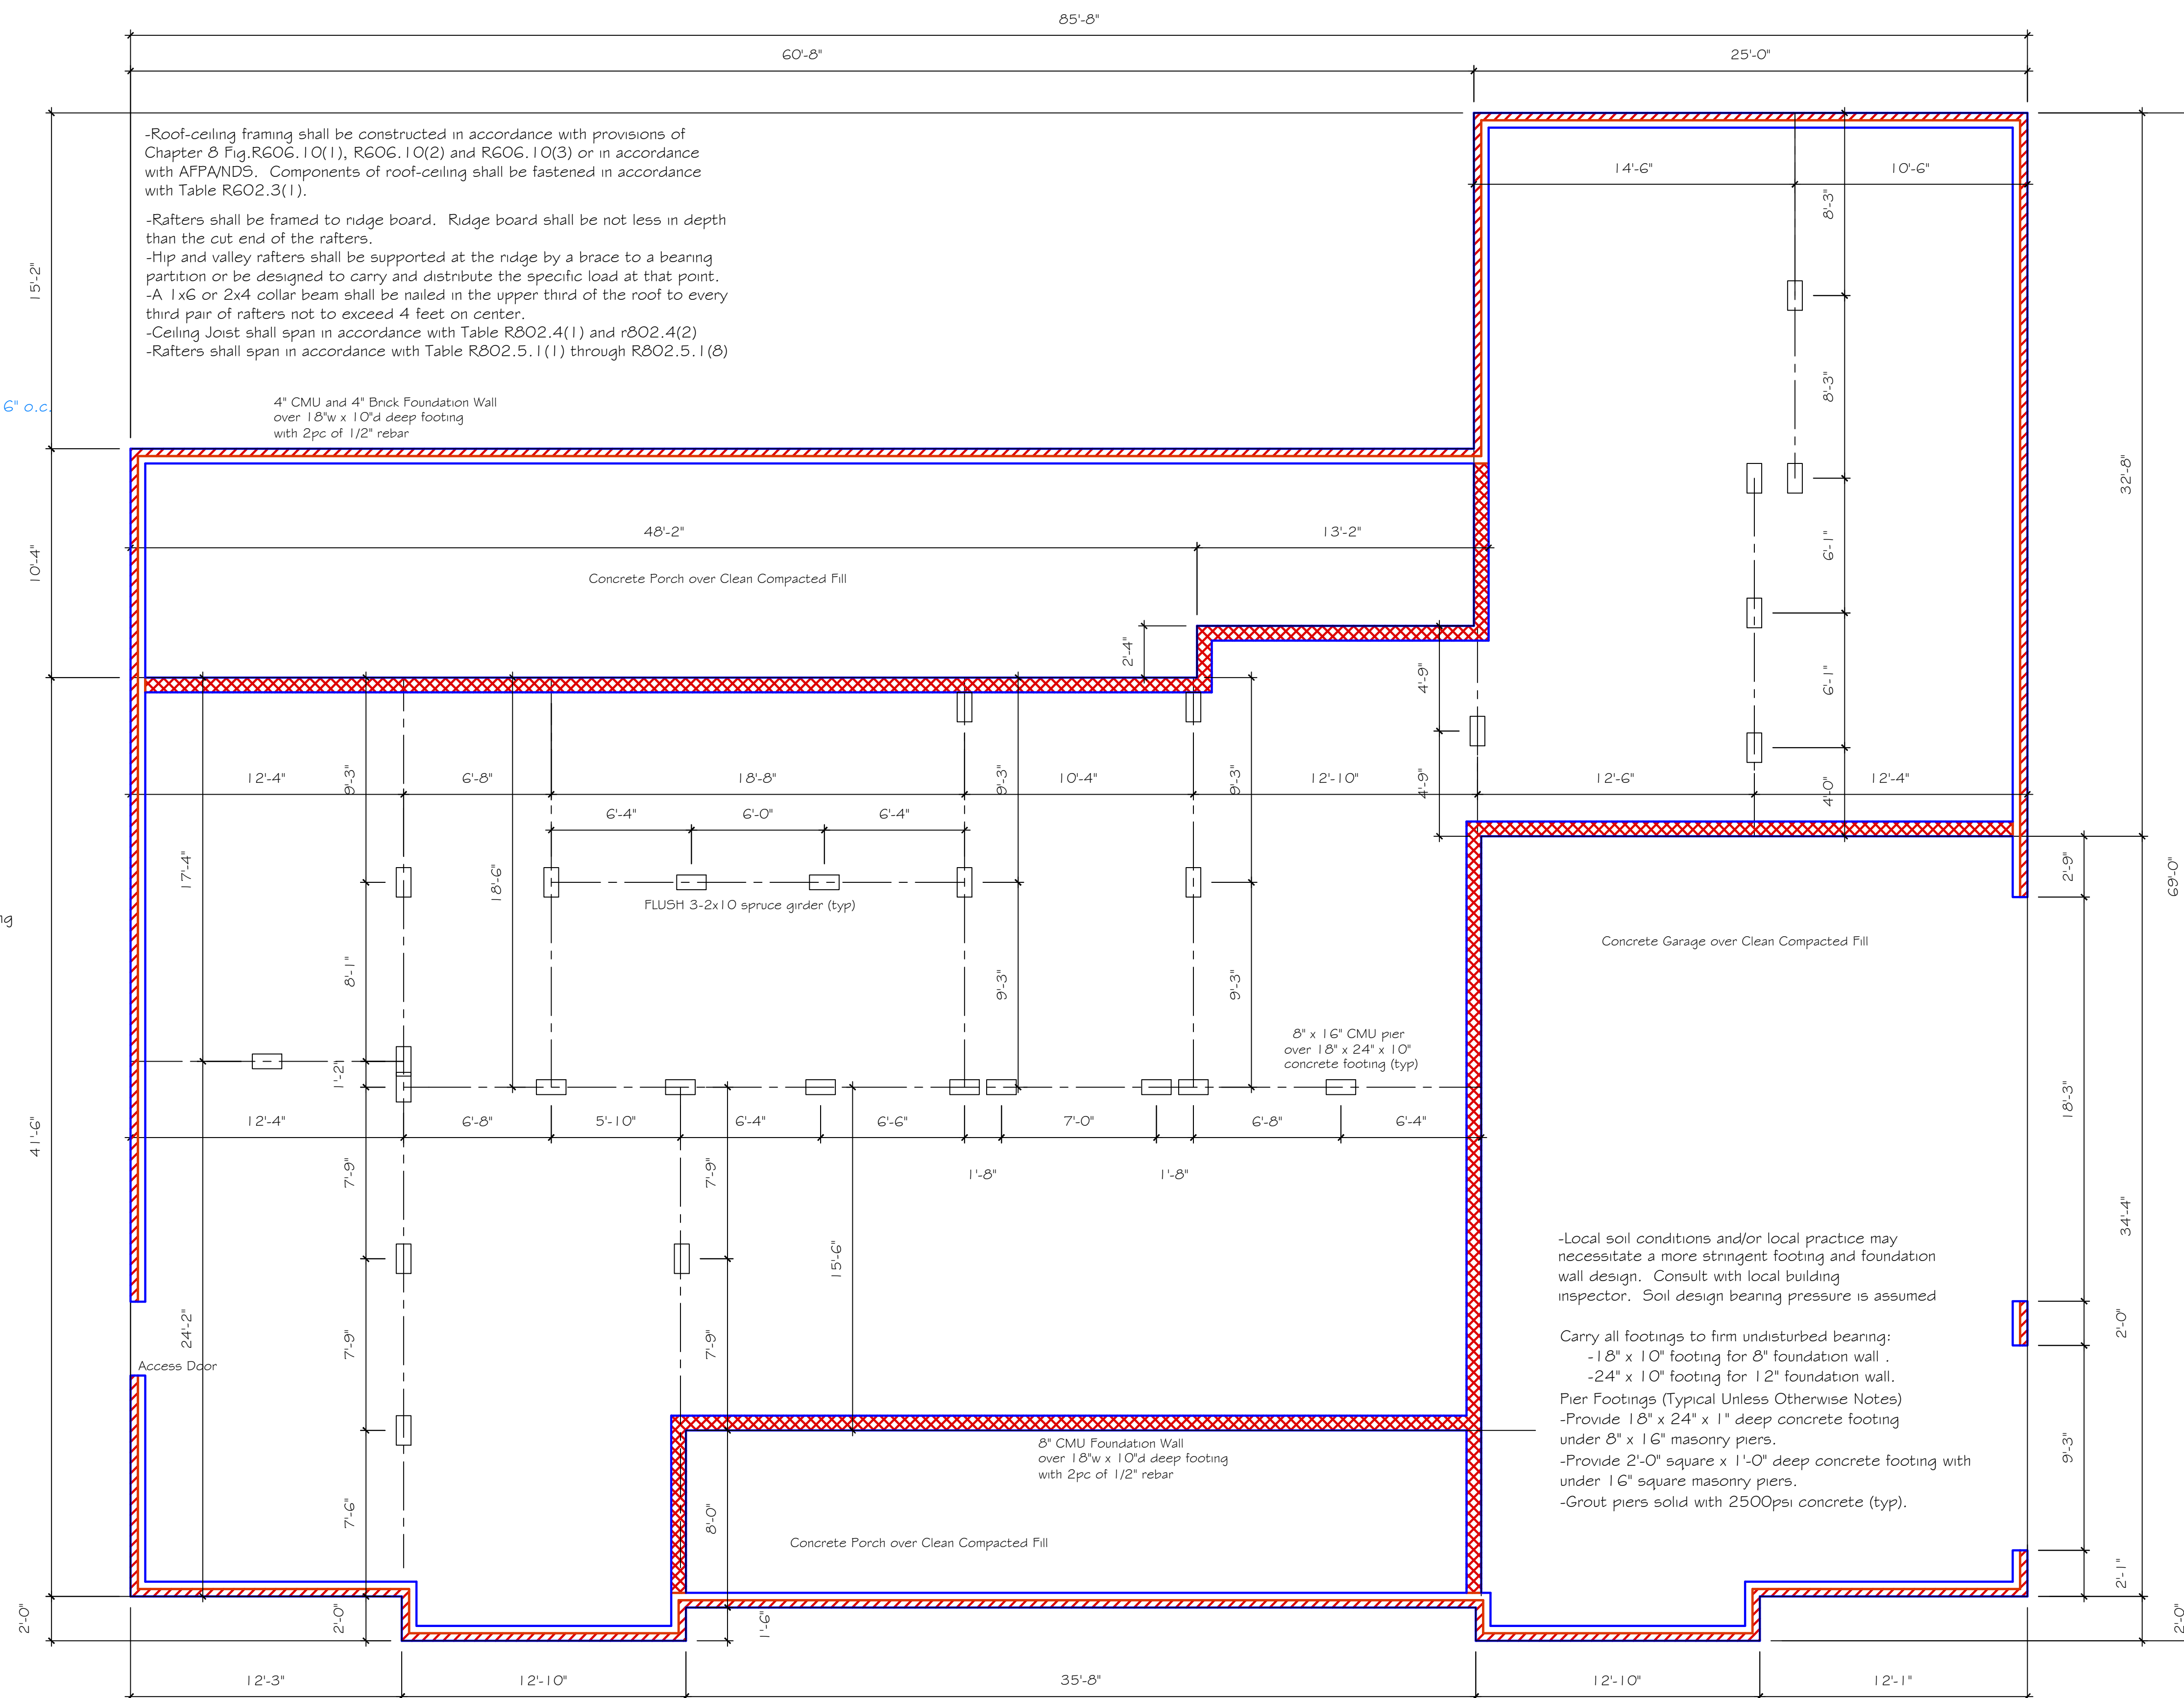 85'-8"
60'-8"
25'-0"
-Roof-ceiling framing shall be constructed in accordance with provisions of
Chapter 8 Fig.R606.10(1), R606.10(2) and R606.10(3) or in accordance
with AFPA/NDS. Components of roof-ceiling shall be fastened in accordance
with Table R602.3(1).
-Rafters shall be framed to ridge board. Ridge board shall be not less in depth
than the cut end of the rafters.
-Hip and valley rafters shall be supported at the ridge by a brace to a bearing
partition or be designed to carry and distribute the specific load at that point.
-A 1x6 or 2x4 collar beam shall be nailed in the upper third of the roof to every
third pair of rafters not to exceed 4 feet on center.
-Ceiling Joist shall span in accordance with Table R802.4(1) and r802.4(2)
-Rafters shall span in accordance with Table R802.5.1(1) through R802.5.1(8)
14'-6"
10'-6"
8'-3"
15'-2"
8'-3"
6" o.c.
4" CMU and 4" Brick Foundation Wall
over 18"w x 10"d deep footing
with 2pc of 1/2" rebar
32'-8"
48'-2"
13'-2"
6'-1"
10'-4"
Concrete Porch over Clean Compacted Fill
2'-4"
4'-9"
6'-1"
12'-4"
9'-3"
6'-8"
18'-8"
9'-3"
10'-4"
9'-3"
12'-10"
4'-9"
12'-6"
4'-0"
12'-4"
6'-4"
6'-0"
6'-4"
17'-4"
18'-6"
2'-9"
69'-0"
FLUSH 3-2x10 spruce girder (typ)
ng
Concrete Garage over Clean Compacted Fill
8'-1"
9'-3"
9'-3"
8" x 16" CMU pier
over 18" x 24" x 10"
concrete footing (typ)
1'-2"
18'-3"
41'-6"
12'-4"
6'-8"
5'-10"
6'-4"
6'-6"
7'-0"
6'-8"
6'-4"
7'-9"
7'-9"
1'-8"
1'-8"
34'-4"
15'-6"
-Local soil conditions and/or local practice may
necessitate a more stringent footing and foundation
wall design. Consult with local building
inspector. Soil design bearing pressure is assumed
24'-2"
7'-9"
7'-9"
2'-0"
Carry all footings to firm undisturbed bearing:
-18" x 10" footing for 8" foundation wall .
-24" x 10" footing for 12" foundation wall.
Pier Footings (Typical Unless Otherwise Notes)
-Provide 18" x 24" x 1" deep concrete footing
under 8" x 16" masonry piers.
-Provide 2'-0" square x 1'-0" deep concrete footing with
under 16" square masonry piers.
-Grout piers solid with 2500psi concrete (typ).
Access Door
9'-3"
8" CMU Foundation Wall
over 18"w x 10"d deep footing
with 2pc of 1/2" rebar
7'-6"
8'-0"
Concrete Porch over Clean Compacted Fill
2'-1"
2'-0"
2'-0"
1'-6"
2'-0"
12'-3"
12'-10"
35'-8"
12'-10"
12'-1"